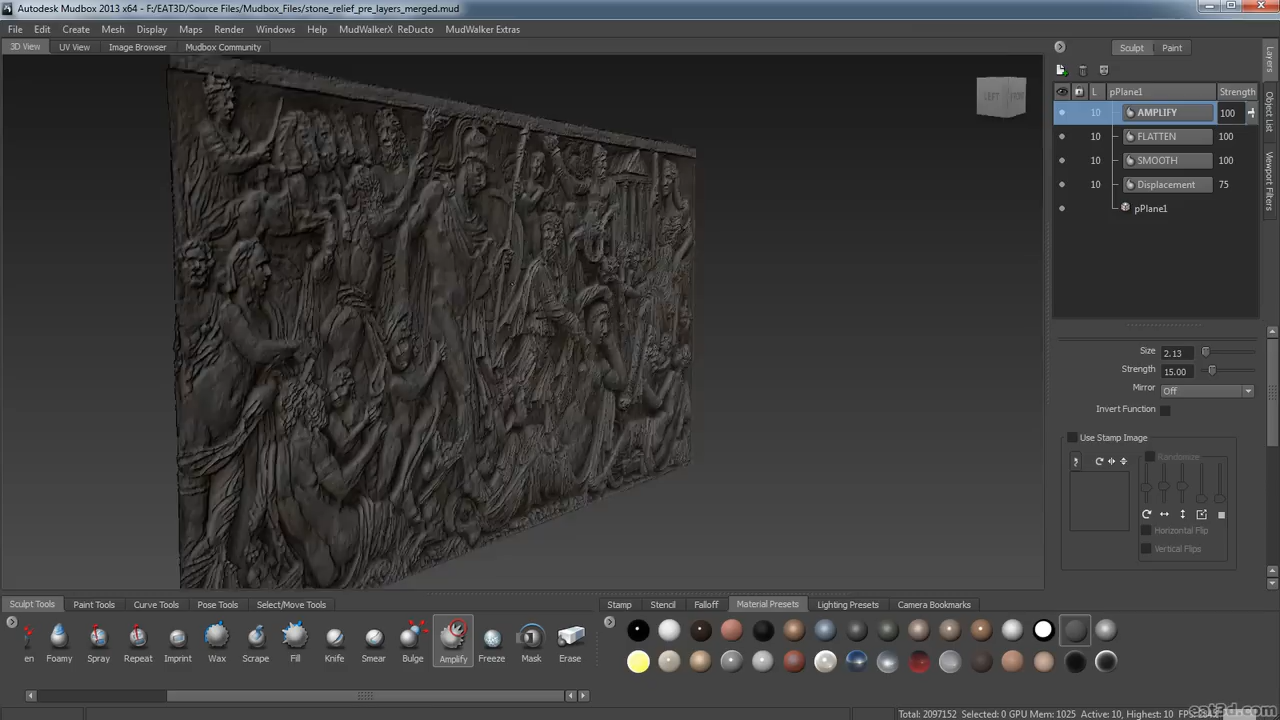 Autodesk Mudbox 2013 x64 - F:/EAT3D/Source Files/Mudbox_Files/stone_relief_pre_layers_merged.mud
File Edit Create Mesh Display Maps Render Windows Help MudWalkerX ReDucto MudWalker Extras
3D View UV View Image Browser Mudbox Community
Sculpt Paint
Layers
Object List
Viewport Filters
L pPlane1 Strength
10 AMPLIFY 100
10 FLATTEN 100
10 SMOOTH 100
10 Displacement 75
pPlane1
LEFT
Size 2.13
Strength 15.00
Mirror Off
Invert Function
Use Stamp Image
Randomize
Horizontal Flip
Vertical Flips
Sculpt Tools Paint Tools Curve Tools Pose Tools Select/Move Tools
Stamp Stencil Falloff Material Presets Lighting Presets Camera Bookmarks
en Foamy Spray Repeat Imprint Wax Scrape Fill Knife Smear Bulge Amplify Freeze Mask Erase
Total: 2097152 Selected: 0 GPU Mem: 1025 Active: 10, Highest: 10 FPS:
eat3d.com